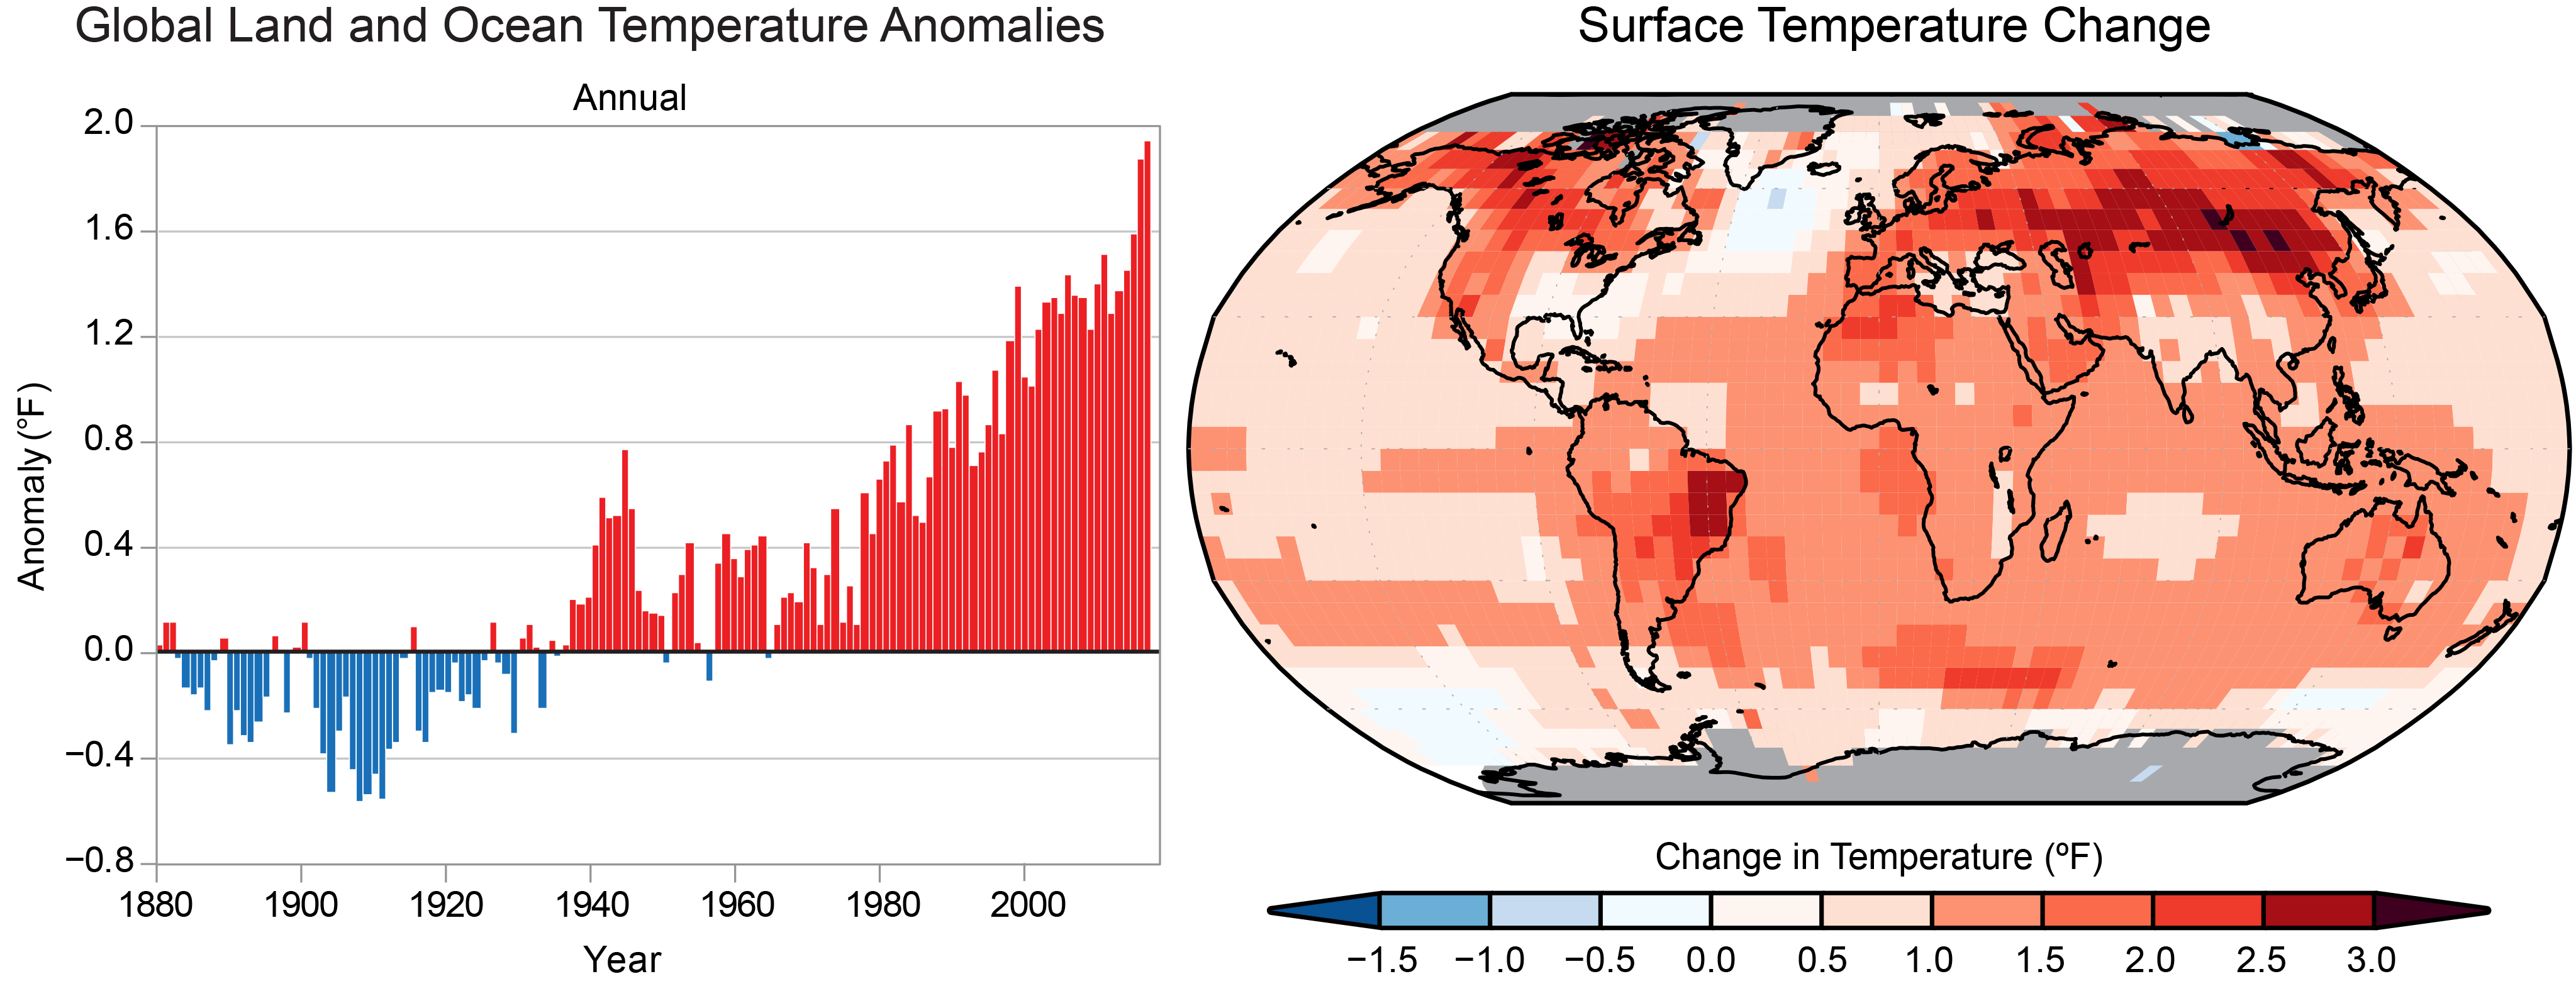 Global Land and Ocean Temperature Anomalies
Annual
Anomaly (°F)
2.0
1.6
1.2
0.8
0.4
0.0
−0.4
−0.8
1880 1900 1920 1940 1960 1980 2000
Year
Surface Temperature Change
Change in Temperature (ºF)
−1.5 −1.0 −0.5 0.0 0.5 1.0 1.5 2.0 2.5 3.0